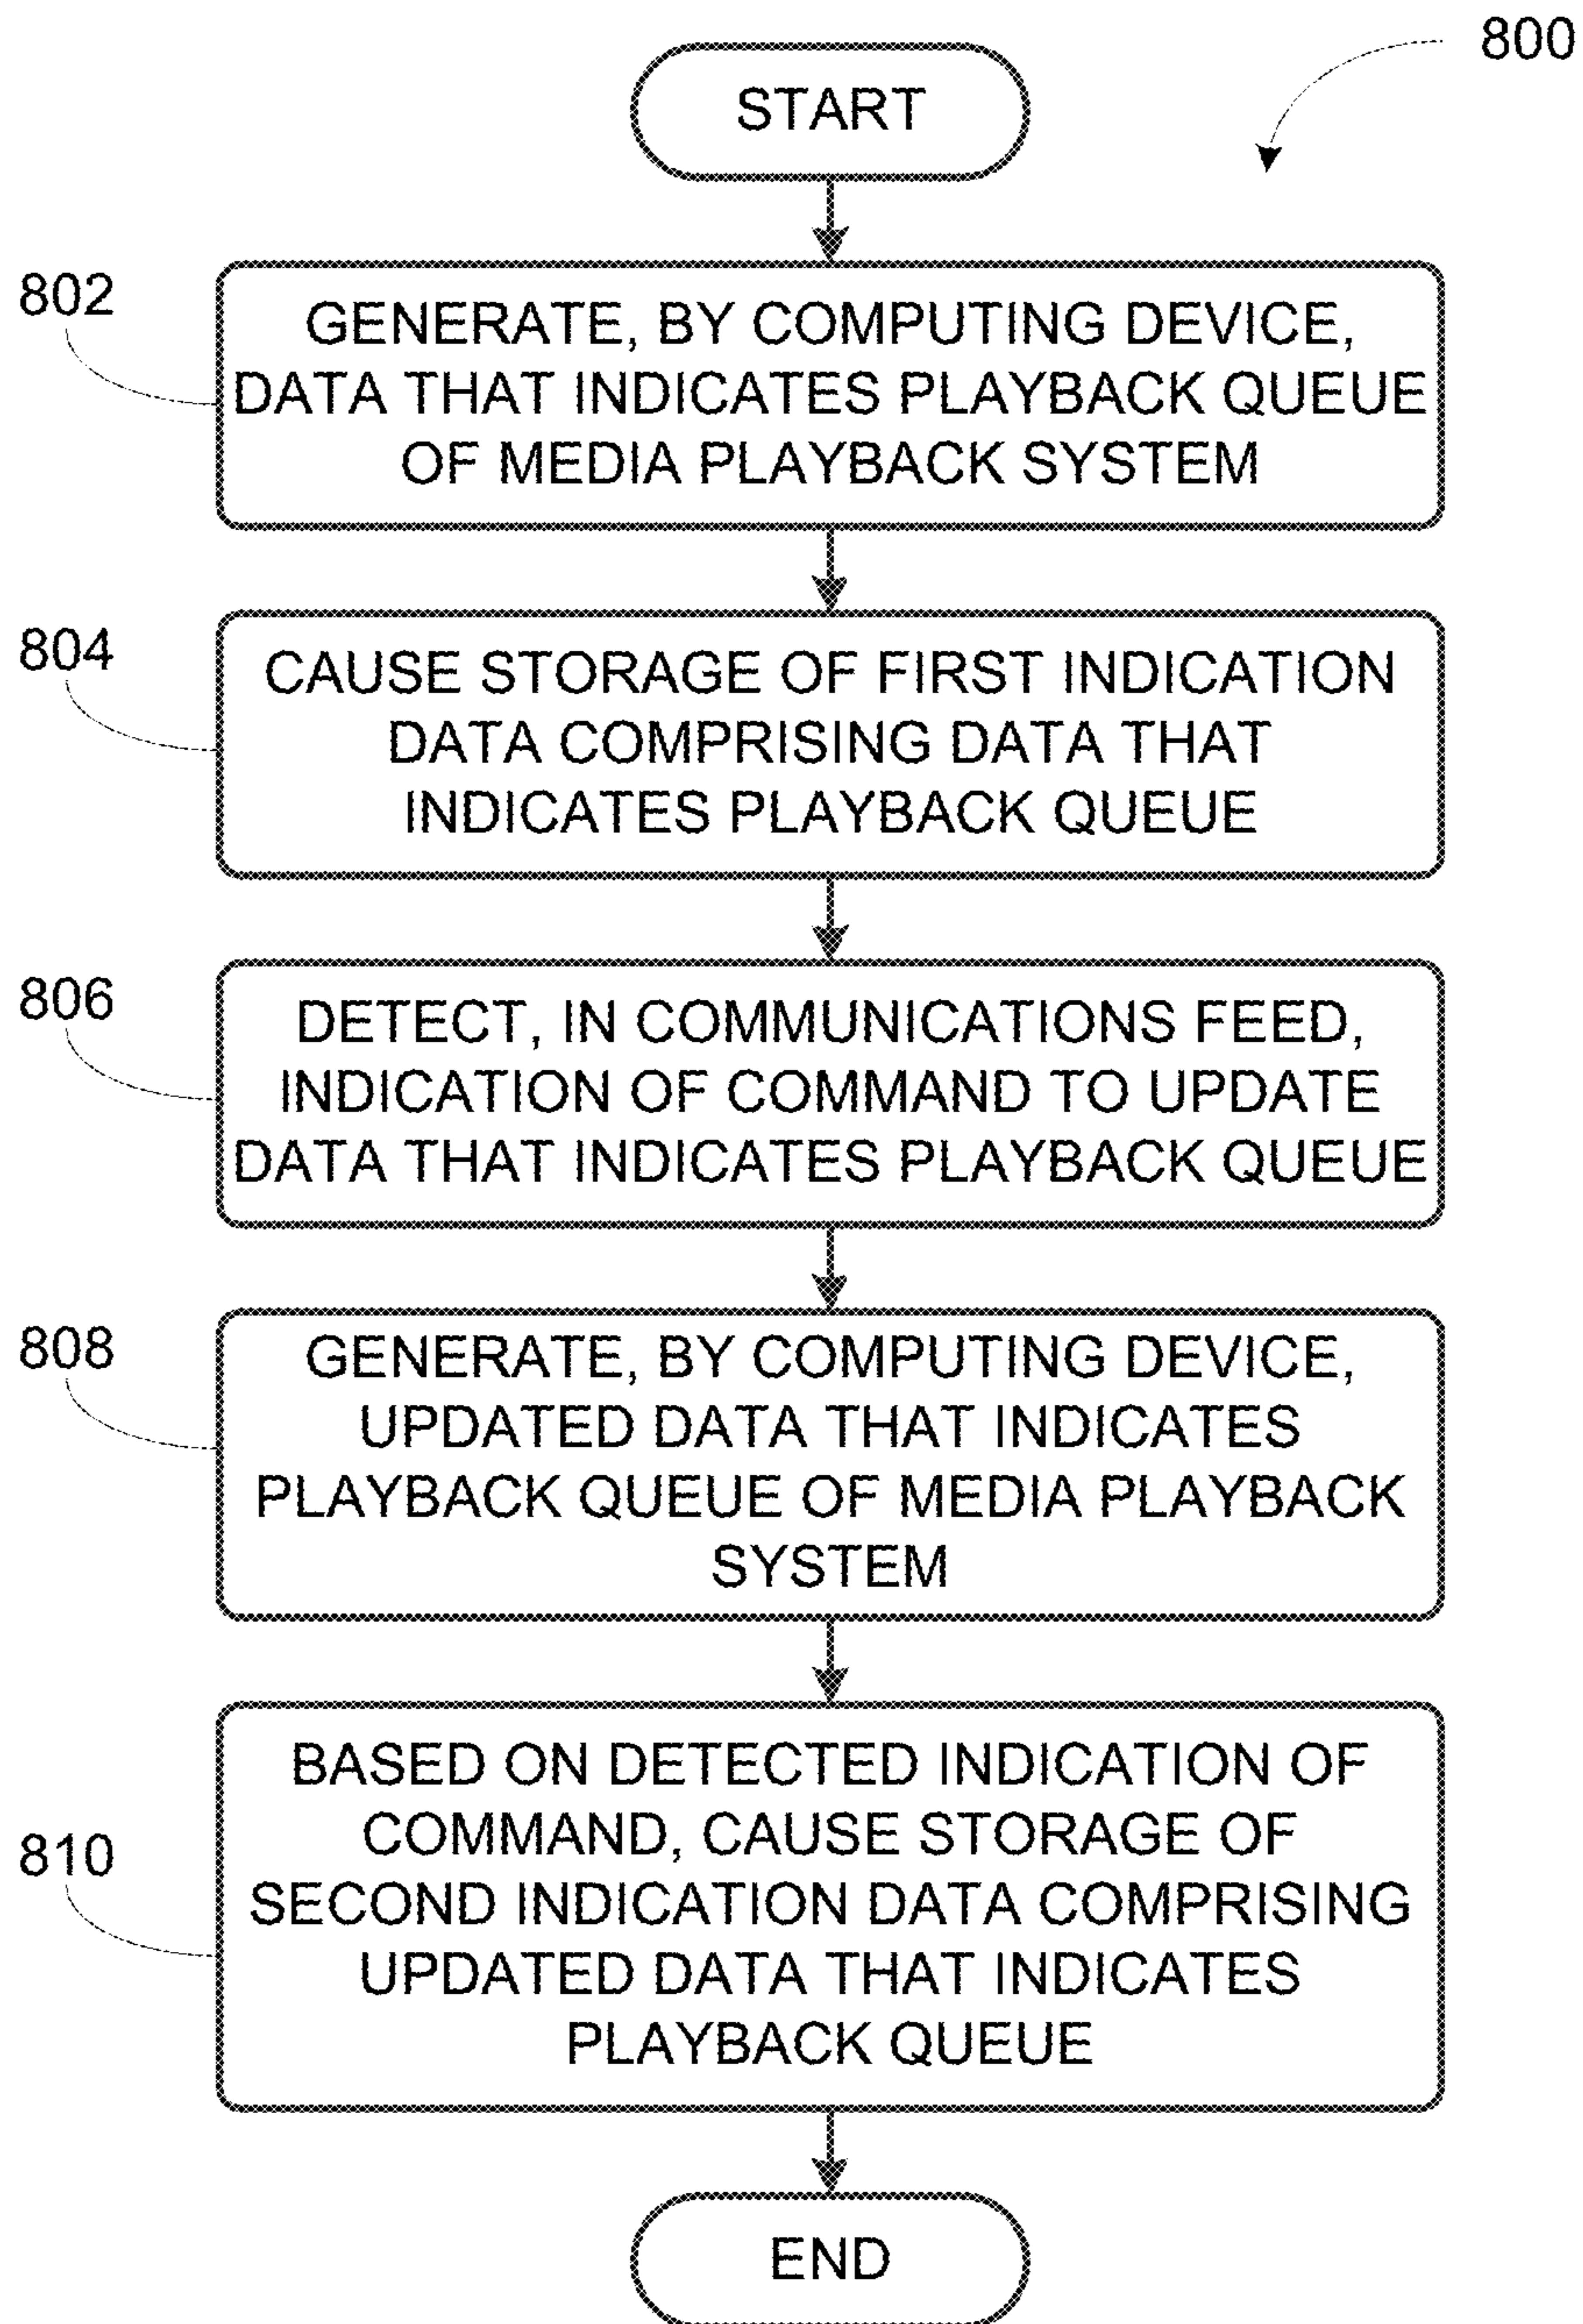 800
START
802
GENERATE, BY COMPUTING DEVICE,
DATA THAT INDICATES PLAYBACK QUEUE
OF MEDIA PLAYBACK SYSTEM
804
CAUSE STORAGE OF FIRST INDICATION
DATA COMPRISING DATA THAT
INDICATES PLAYBACK QUEUE
806
DETECT, IN COMMUNICATIONS FEED,
INDICATION OF COMMAND TO UPDATE
DATA THAT INDICATES PLAYBACK QUEUE
808
GENERATE, BY COMPUTING DEVICE,
UPDATED DATA THAT INDICATES
PLAYBACK QUEUE OF MEDIA PLAYBACK
SYSTEM
810
BASED ON DETECTED INDICATION OF
COMMAND, CAUSE STORAGE OF
SECOND INDICATION DATA COMPRISING
UPDATED DATA THAT INDICATES
PLAYBACK QUEUE
END